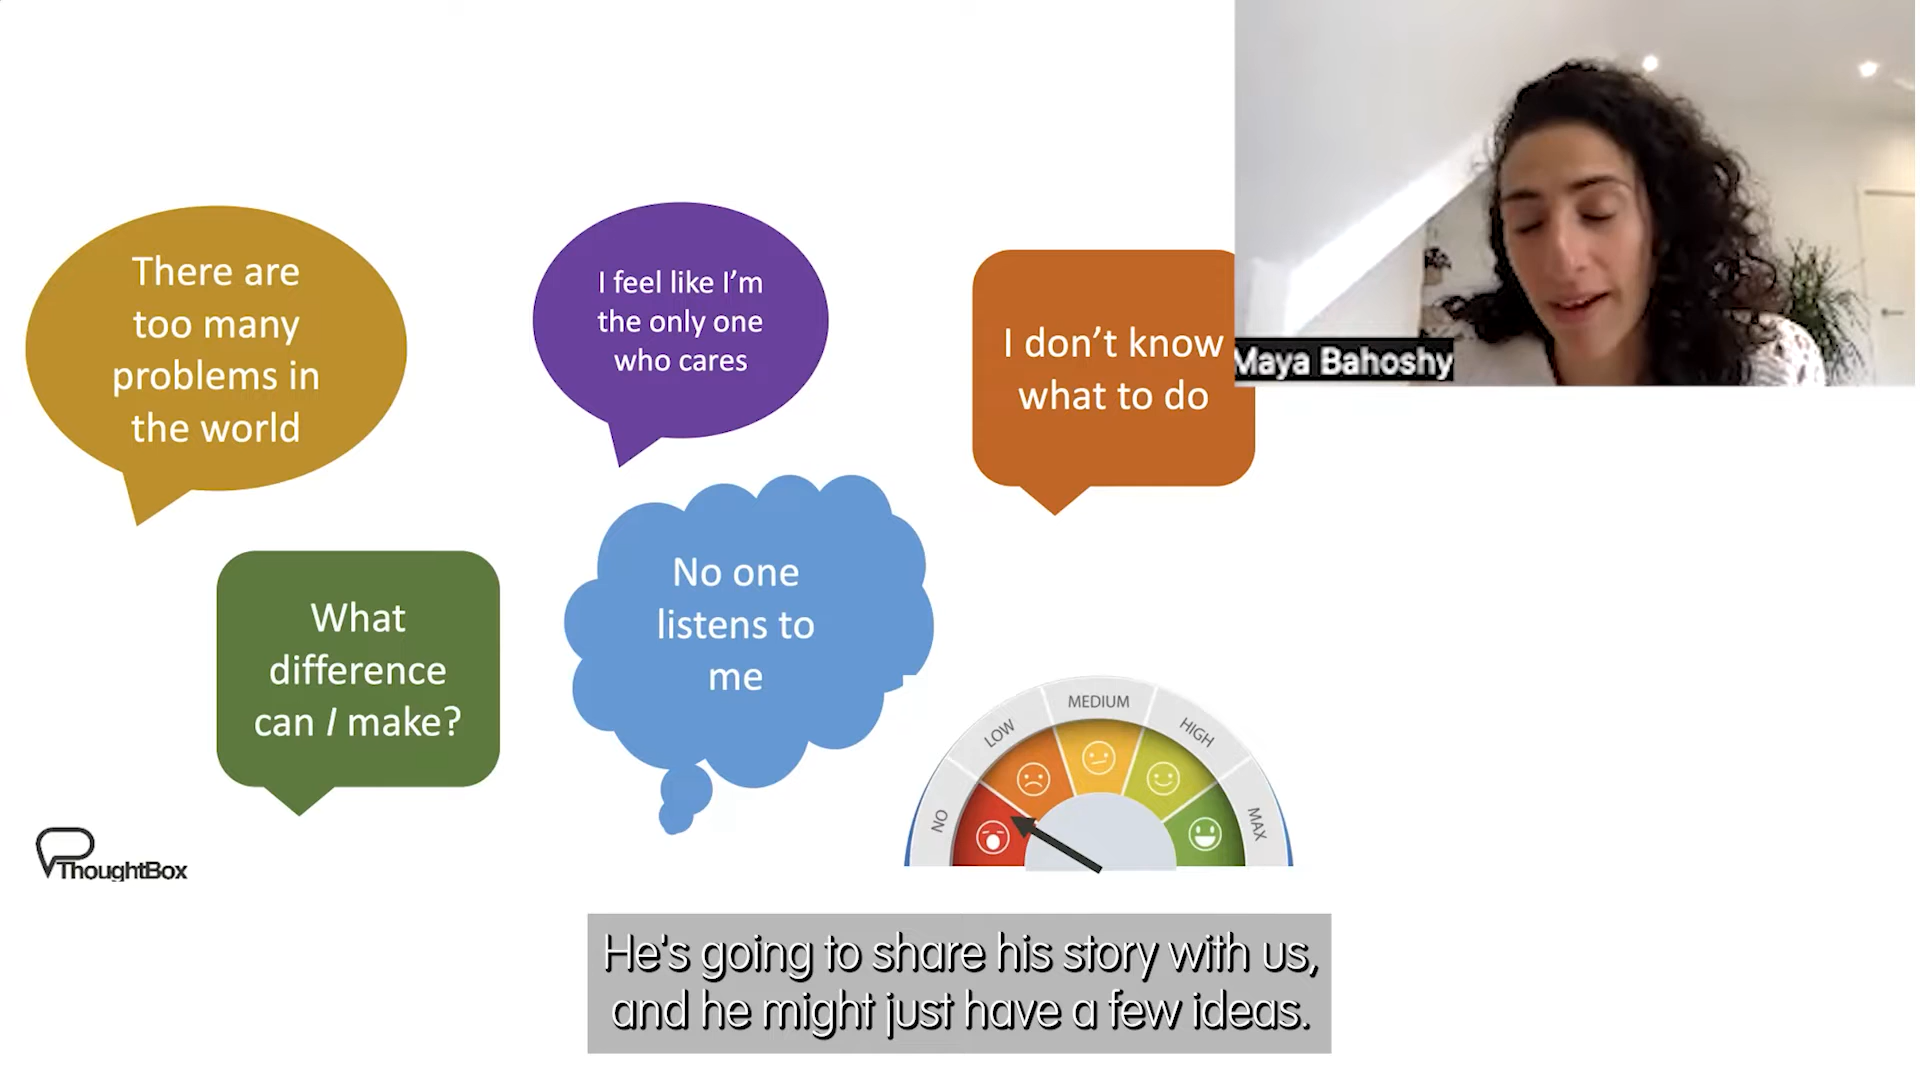 There are
too many
problems in
the world
I feel like I’m
the only one
who cares
I don’t know
what to do
Maya Bahoshy
What
difference
can I make?
No one
listens to
me
NO
LOW
MEDIUM
HIGH
MAX
ThoughtBox
He's going to share his story with us,
and he might just have a few ideas.